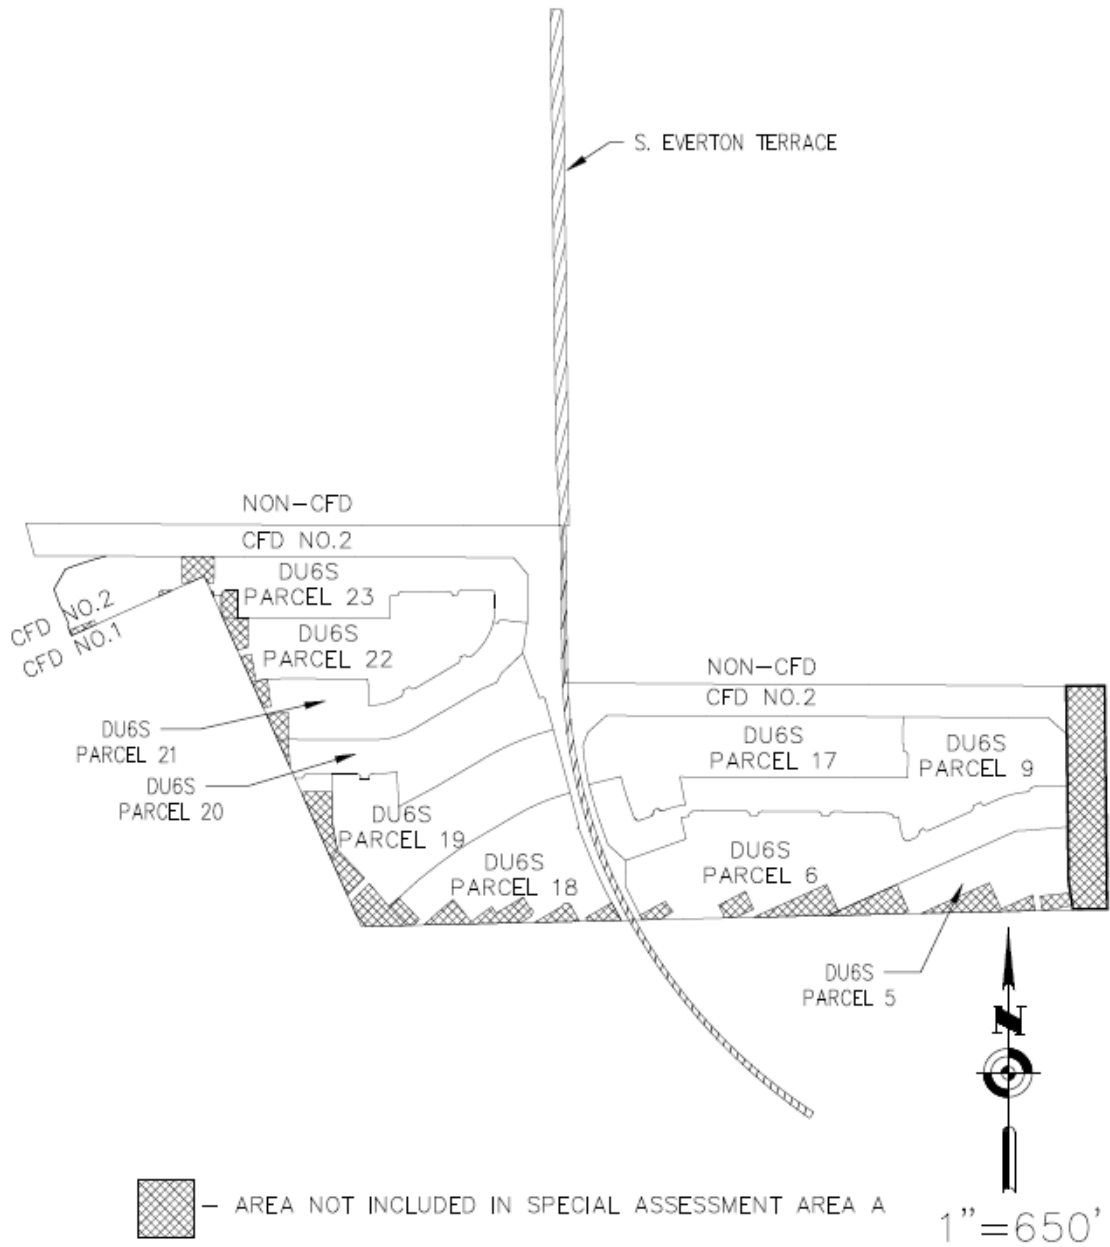 S. EVERTON TERRACE
NON-CFD
CFD NO.2
DU6S
PARCEL 23
CFD NO.2
CFD NO.1
DU6S
PARCEL 22
NON-CFD
CFD NO.2
DU6S
PARCEL 21
DU6S
PARCEL 17
DU6S
PARCEL 9
DU6S
PARCEL 20
DU6S
PARCEL 19
DU6S
PARCEL 18
DU6S
PARCEL 6
DU6S
PARCEL 5
N
- AREA NOT INCLUDED IN SPECIAL ASSESSMENT AREA A
1"=650'